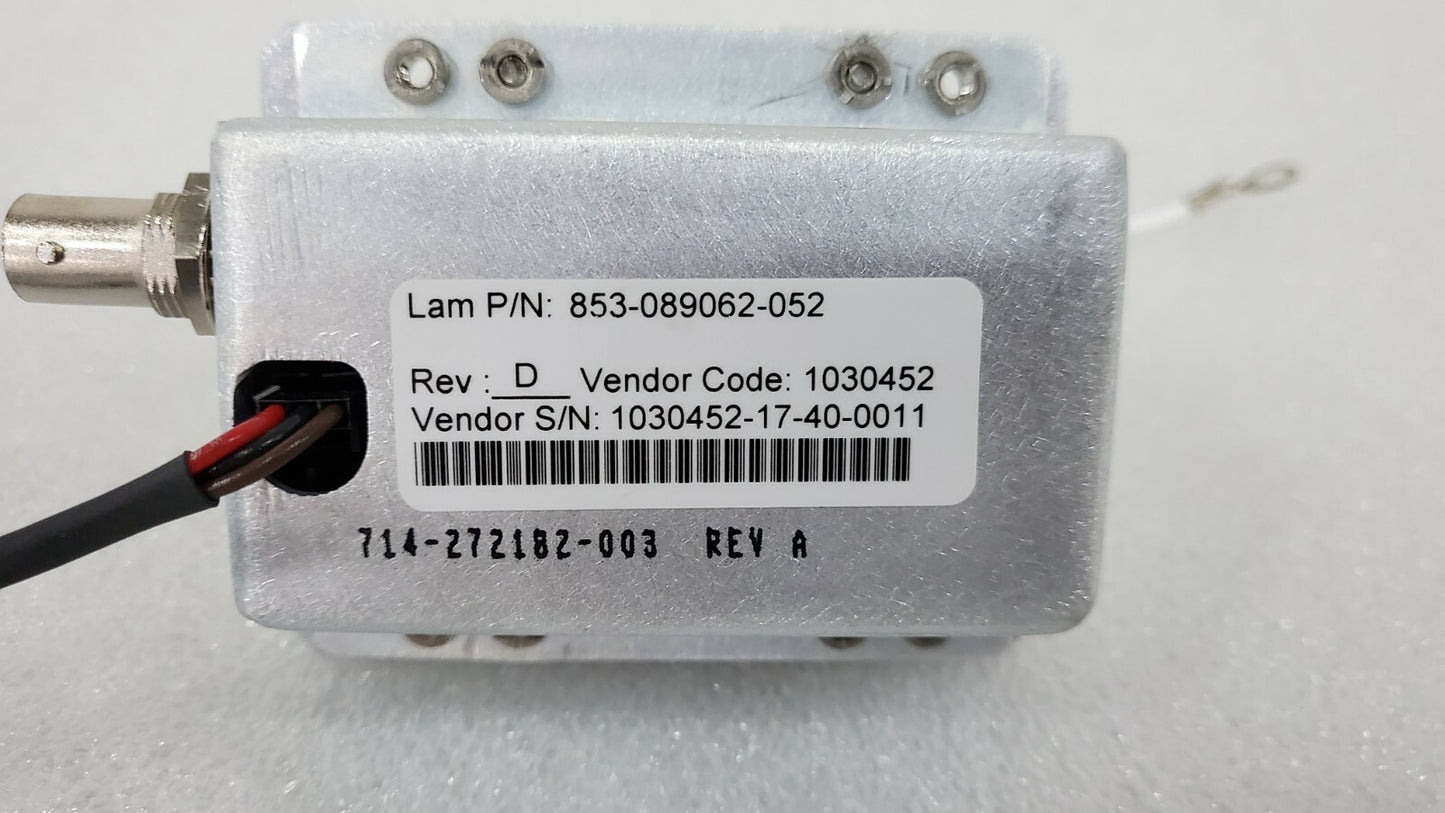 Lam P/N: 853-089062-052
Rev : D Vendor Code: 1030452
Vendor S/N: 1030452-17-40-0011
714-272182-003 REV A